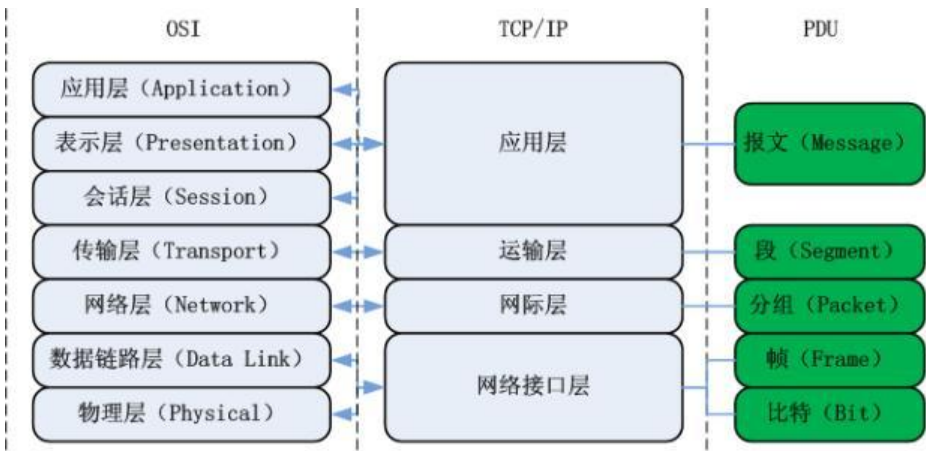 OSI
TCP/IP
PDU
应用层（Application）
表示层（Presentation）
会话层（Session）
传输层（Transport）
网络层（Network）
数据链路层（Data Link）
物理层（Physical）
应用层
运输层
网际层
网络接口层
报文（Message）
段（Segment）
分组（Packet）
帧（Frame）
比特（Bit）